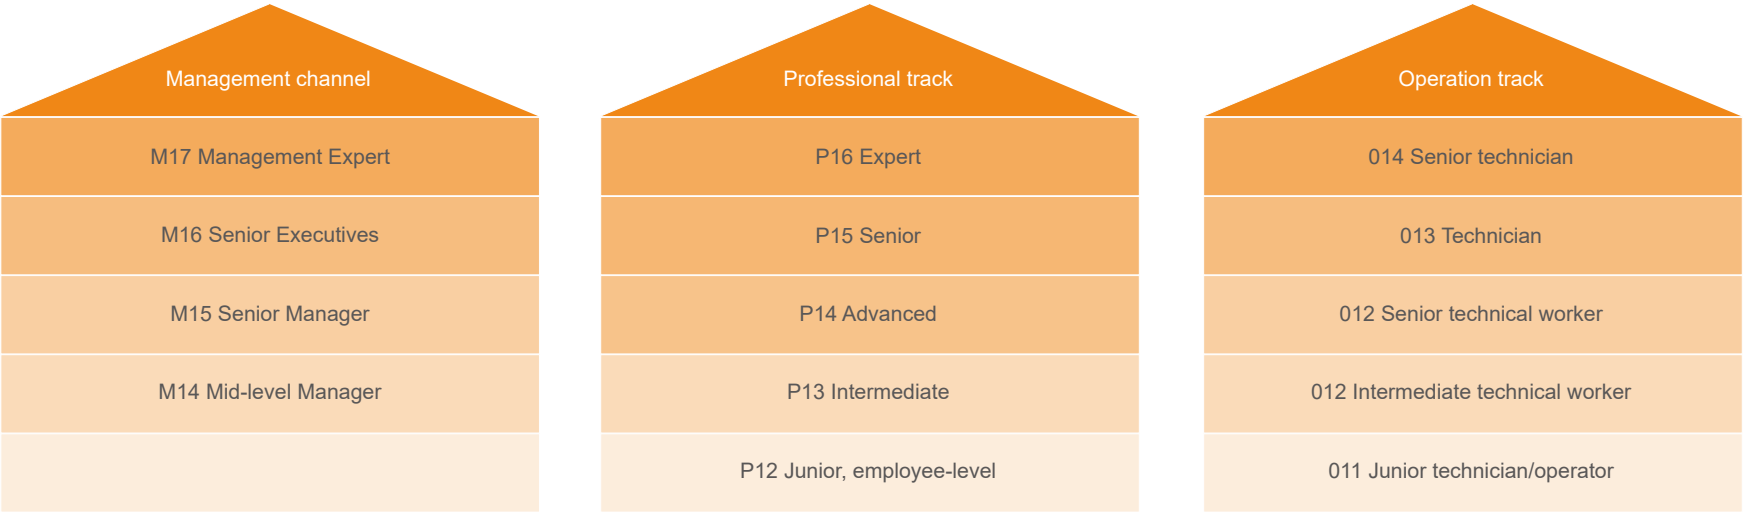 Management channel
M17 Management Expert
M16 Senior Executives
M15 Senior Manager
M14 Mid-level Manager
Professional track
P16 Expert
P15 Senior
P14 Advanced
P13 Intermediate
P12 Junior, employee-level
Operation track
014 Senior technician
013 Technician
012 Senior technical worker
012 Intermediate technical worker
011 Junior technician/operator